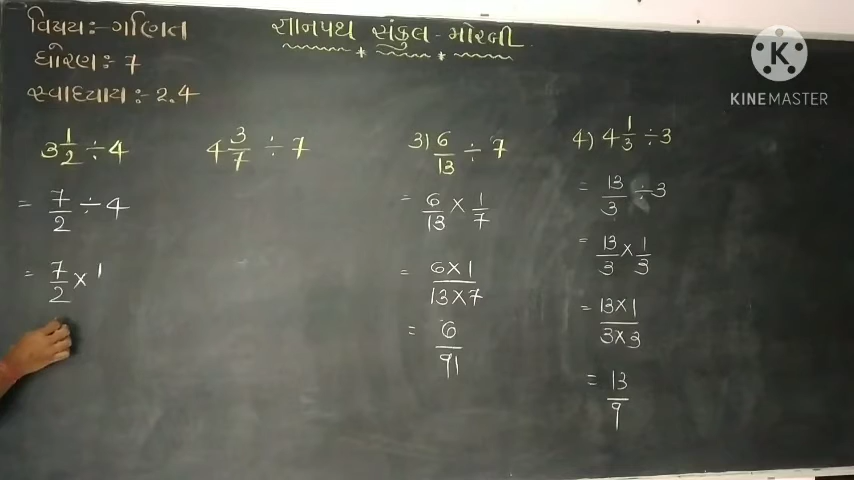 વિષય:- ગણિત
જ્ઞાનપથ સંકુલ - મોરબી
ધોરણ:- 7
સ્વાધ્યાય:- 2.4
K
KINEMASTER
3 1/2 ÷ 4
= 7/2 ÷ 4
= 7/2 × 1
4 3/7 ÷ 7
3) 6/13 ÷ 7
= 6/13 × 1/7
= 6×1/13×7
= 6/91
4) 4 1/3 ÷ 3
= 13/3 ÷ 3
= 13/3 × 1/3
= 13×1/3×3
= 13/9